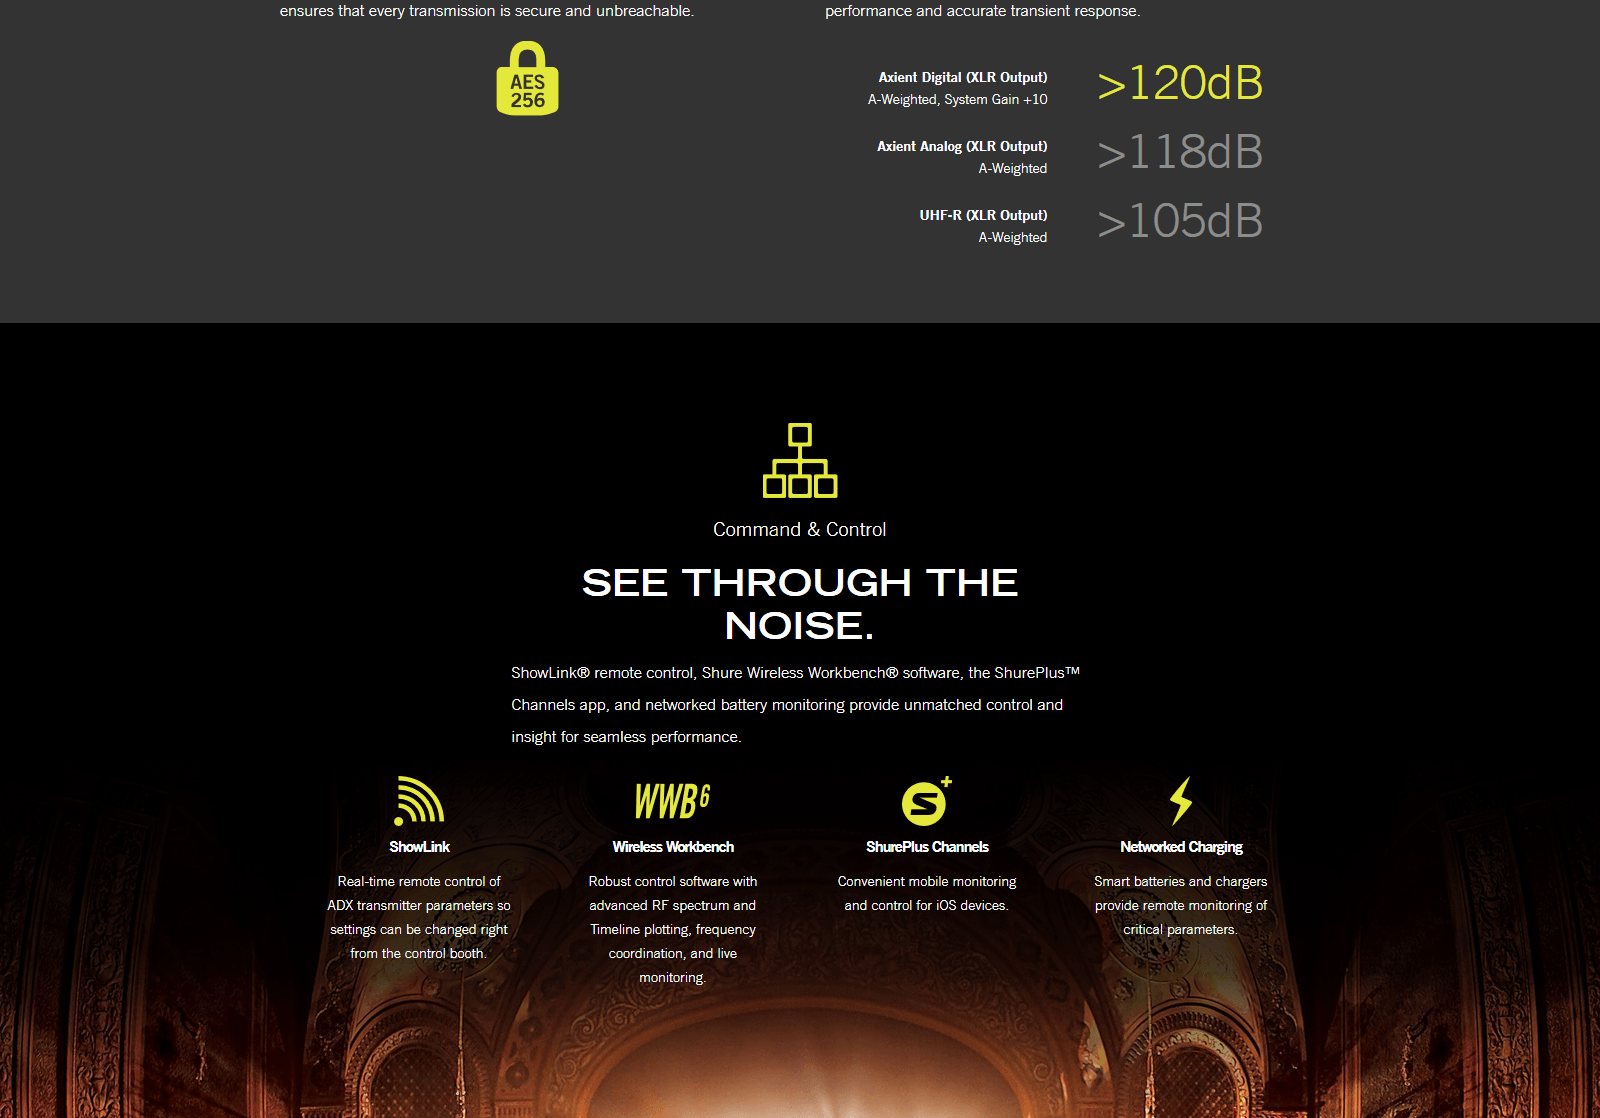 ensures that every transmission is secure and unbreachable.
AES
256
performance and accurate transient response.
Axient Digital (XLR Output)
A-Weighted, System Gain +10
>120dB
Axient Analog (XLR Output)
A-Weighted
>118dB
UHF-R (XLR Output)
A-Weighted
>105dB
Command & Control
SEE THROUGH THE
NOISE.
ShowLink® remote control, Shure Wireless Workbench® software, the ShurePlus™
Channels app, and networked battery monitoring provide unmatched control and
insight for seamless performance.
ShowLink
Real-time remote control of
ADX transmitter parameters so
settings can be changed right
from the control booth.
WWB6
Wireless Workbench
Robust control software with
advanced RF spectrum and
Timeline plotting, frequency
coordination, and live
monitoring.
S+
ShurePlus Channels
Convenient mobile monitoring
and control for iOS devices.
Networked Charging
Smart batteries and chargers
provide remote monitoring of
critical parameters.